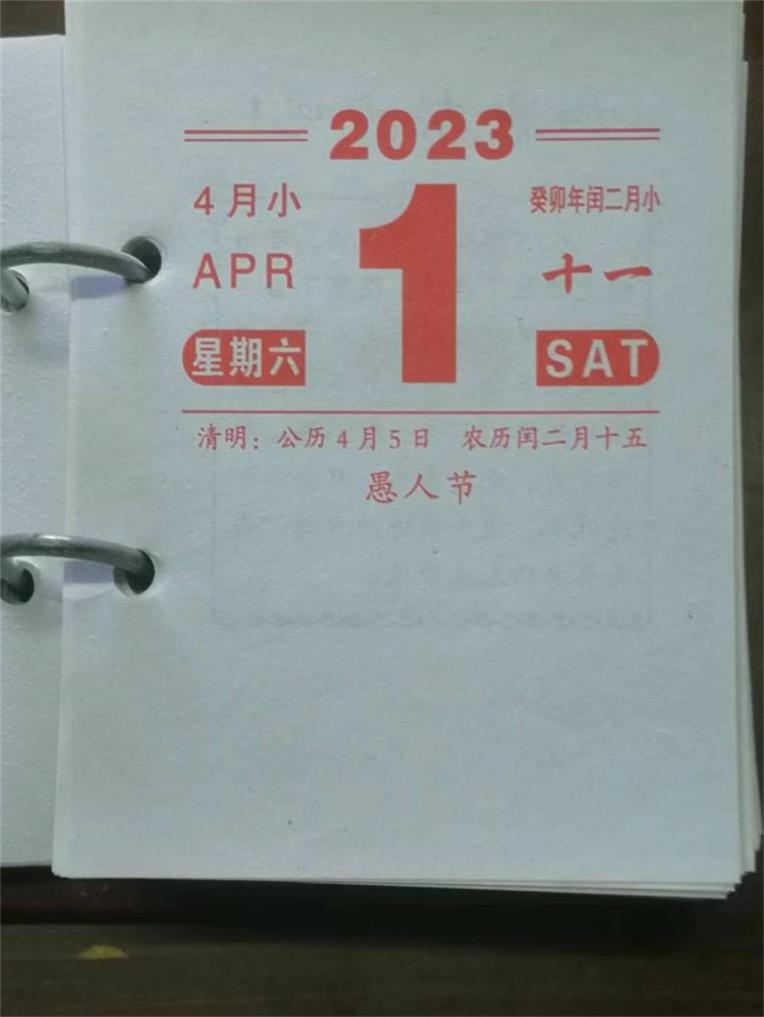 2023
4月小
APR
星期六
1
癸卯年闰二月小
十一
SAT
清明：公历4月5日 农历闰二月十五
愚人节